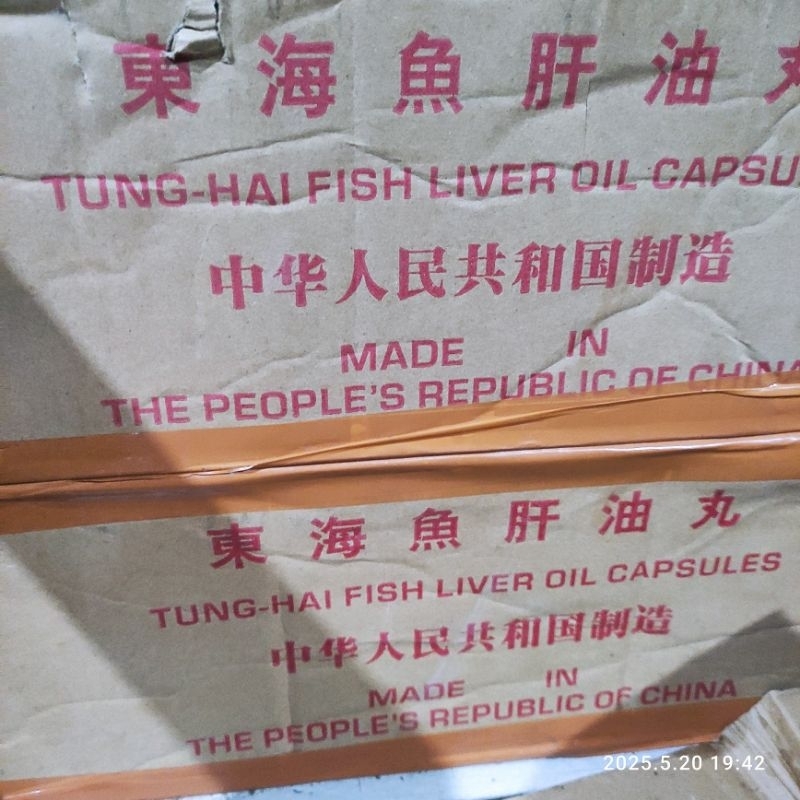 東海魚肝油丸
TUNG-HAI FISH LIVER OIL CAPSU
中华人民共和国制造
MADE IN
THE PEOPLE'S REPUBLIC OF CHINA
東海魚肝油丸
TUNG-HAI FISH LIVER OIL CAPSULES
中华人民共和国制造
MADE IN
THE PEOPLE'S REPUBLIC OF CHINA
2025.5.20 19:42